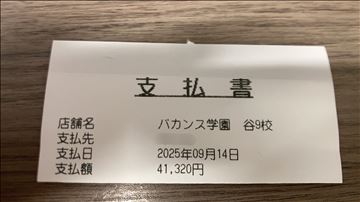 支払書
店舗名 バカンス学園 谷9校
支払先
支払日 2025年09月14日
支払額 41,320円